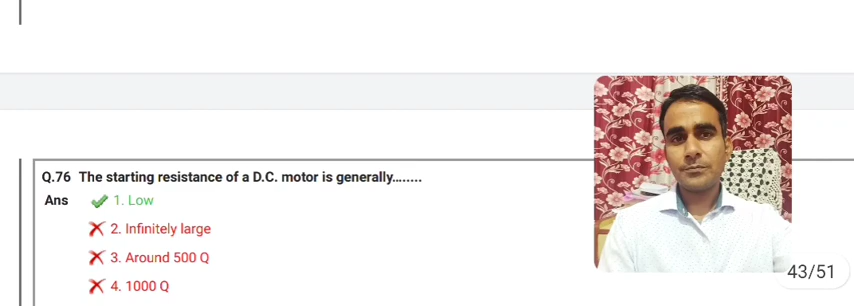 Q.76 The starting resistance of a D.C. motor is generally........
Ans 1. Low
2. Infinitely large
3. Around 500 Q
4. 1000 Q
43/51